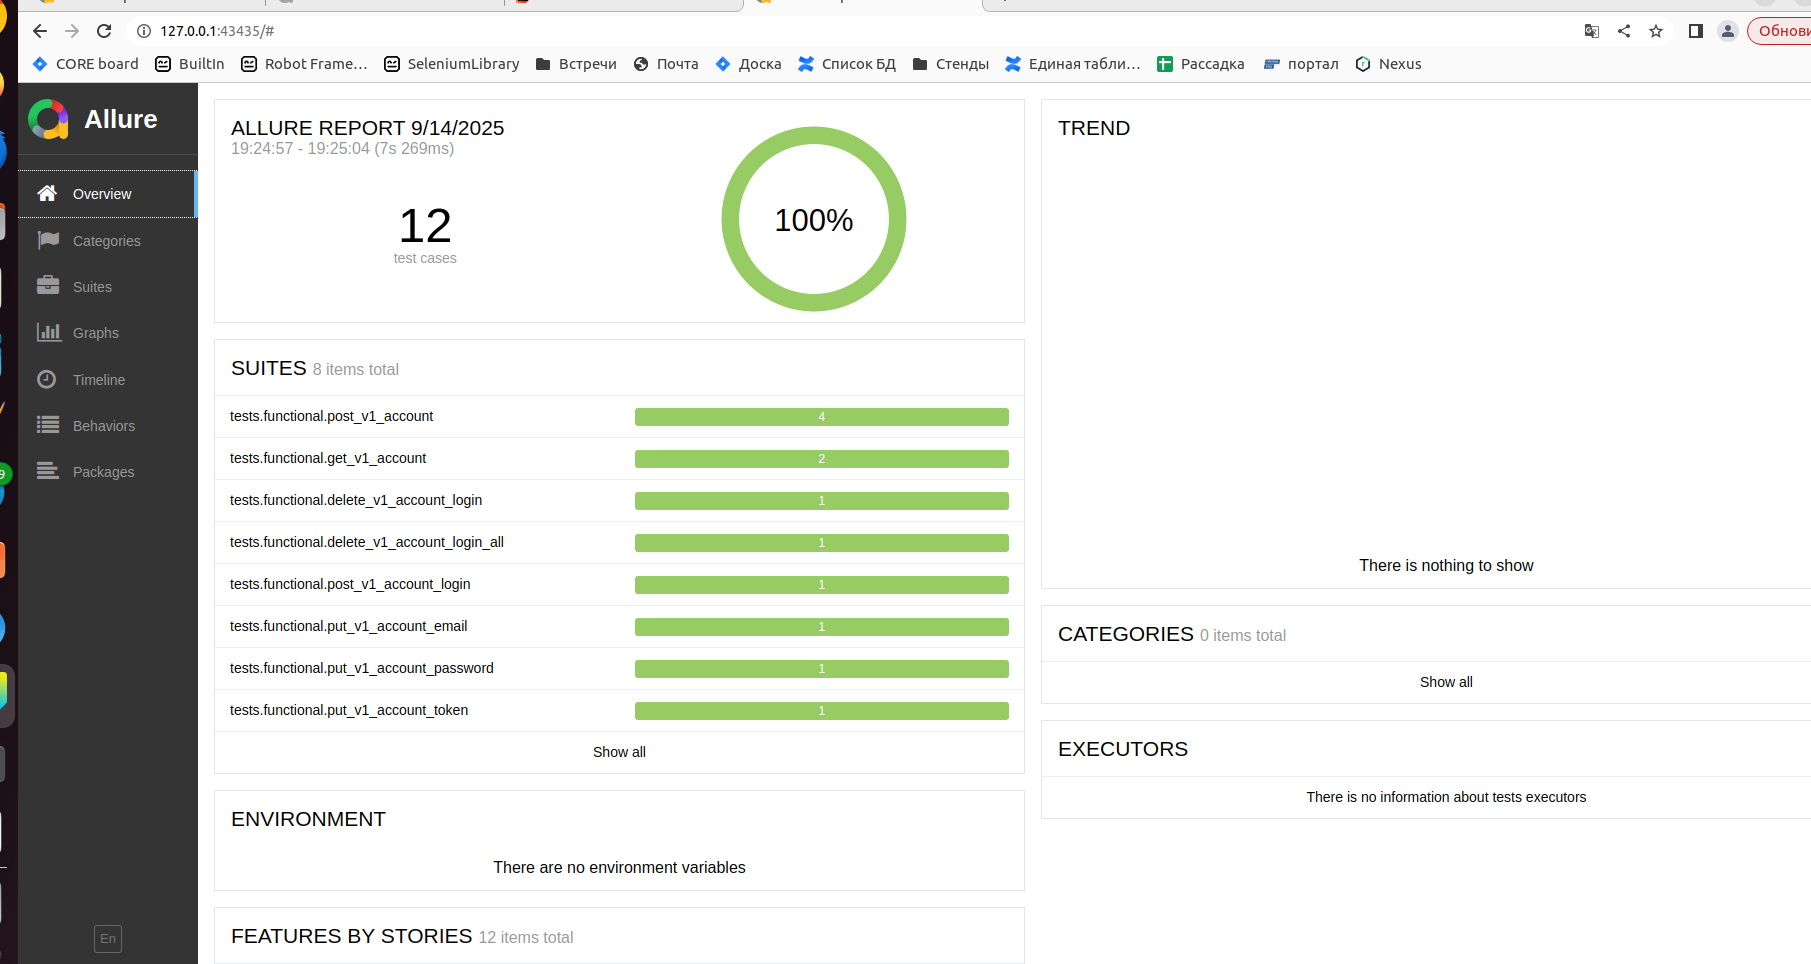 127.0.0.1:43435/#
Обнови
CORE board
BuiltIn
Robot Frame...
SeleniumLibrary
Встречи
Почта
Доска
Список БД
Стенды
Единая табли...
Рассадка
портал
Nexus
Allure
Overview
Categories
Suites
Graphs
Timeline
Behaviors
Packages
En
ALLURE REPORT 9/14/2025
19:24:57 - 19:25:04 (7s 269ms)
12
test cases
100%
SUITES 8 items total
tests.functional.post_v1_account 4
tests.functional.get_v1_account 2
tests.functional.delete_v1_account_login 1
tests.functional.delete_v1_account_login_all 1
tests.functional.post_v1_account_login 1
tests.functional.put_v1_account_email 1
tests.functional.put_v1_account_password 1
tests.functional.put_v1_account_token 1
Show all
ENVIRONMENT
There are no environment variables
FEATURES BY STORIES 12 items total
TREND
There is nothing to show
CATEGORIES 0 items total
Show all
EXECUTORS
There is no information about tests executors